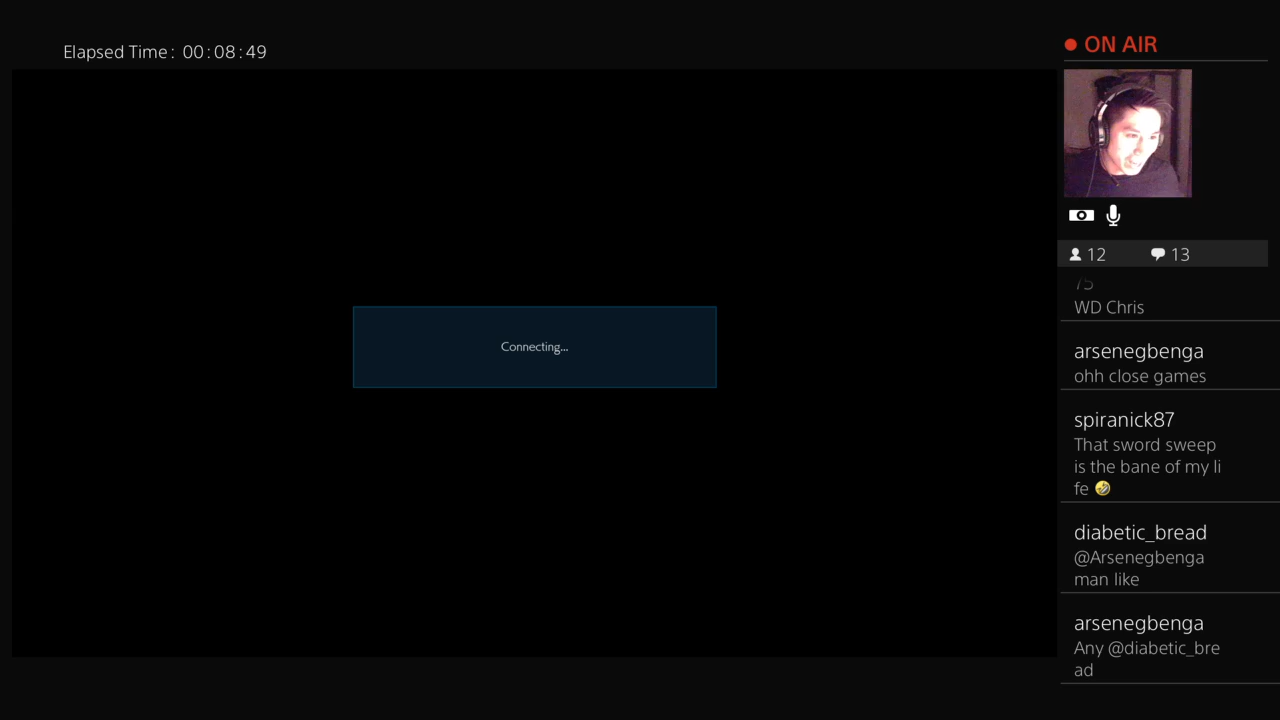 Elapsed Time: 00:08:49
ON AIR
12 13
WD Chris
arsenegbenga
ohh close games
spiranick87
That sword sweep
is the bane of my li
fe 🤣
diabetic_bread
@Arsenegbenga
man like
arsenegbenga
Any @diabetic_bre
ad
Connecting...